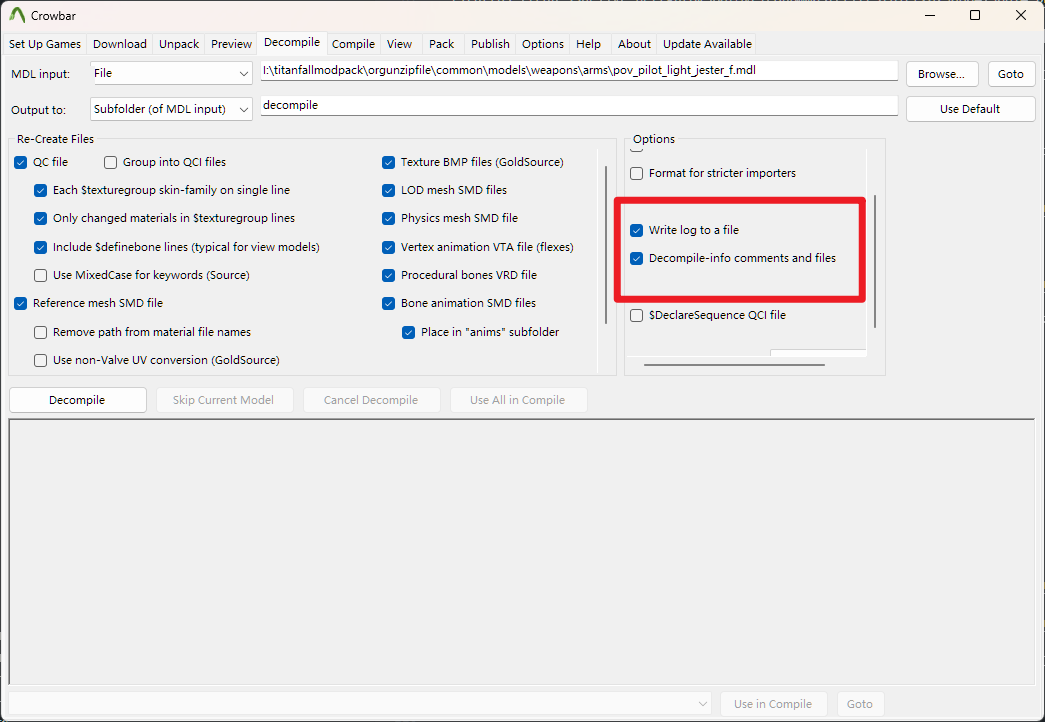 Crowbar
Set Up Games Download Unpack Preview Decompile Compile View Pack Publish Options Help About Update Available
MDL input: File I:\titanfallmodpack\orgunzipfile\common\models\weapons\arms\pov_pilot_light_jester_f.mdl Browse... Goto
Output to: Subfolder (of MDL input) decompile Use Default
Re-Create Files
QC file Group into QCI files
Each $texturegroup skin-family on single line
Only changed materials in $texturegroup lines
Include $definebone lines (typical for view models)
Use MixedCase for keywords (Source)
Reference mesh SMD file
Remove path from material file names
Use non-Valve UV conversion (GoldSource)
Texture BMP files (GoldSource)
LOD mesh SMD files
Physics mesh SMD file
Vertex animation VTA file (flexes)
Procedural bones VRD file
Bone animation SMD files
Place in "anims" subfolder
Options
Format for stricter importers
Write log to a file
Decompile-info comments and files
$DeclareSequence QCI file
Decompile Skip Current Model Cancel Decompile Use All in Compile
Use in Compile Goto